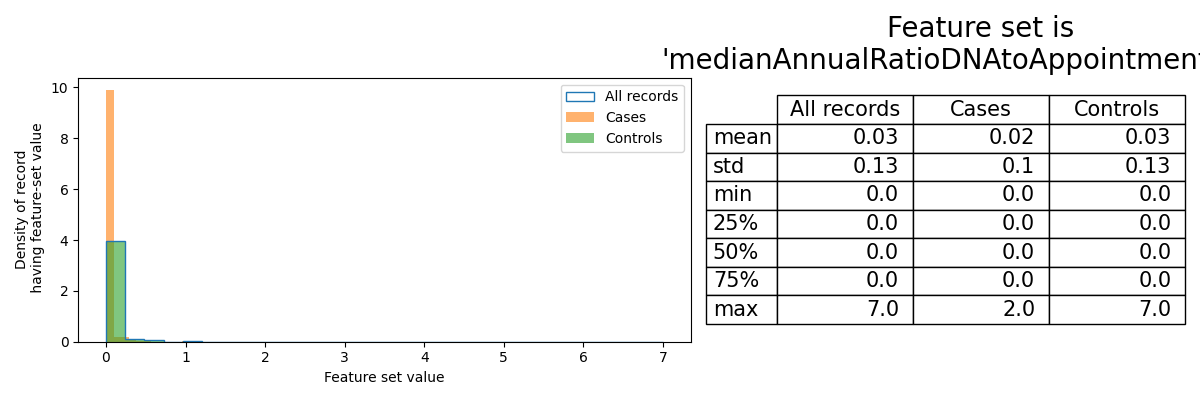 Feature set is
'medianAnnualRatioDNAtoAppointment
10
8
6
4
2
0
Density of record
having feature-set value
All records
Cases
Controls
0 1 2 3 4 5 6 7
Feature set value
All records Cases Controls
mean 0.03 0.02 0.03
std 0.13 0.1 0.13
min 0.0 0.0 0.0
25% 0.0 0.0 0.0
50% 0.0 0.0 0.0
75% 0.0 0.0 0.0
max 7.0 2.0 7.0